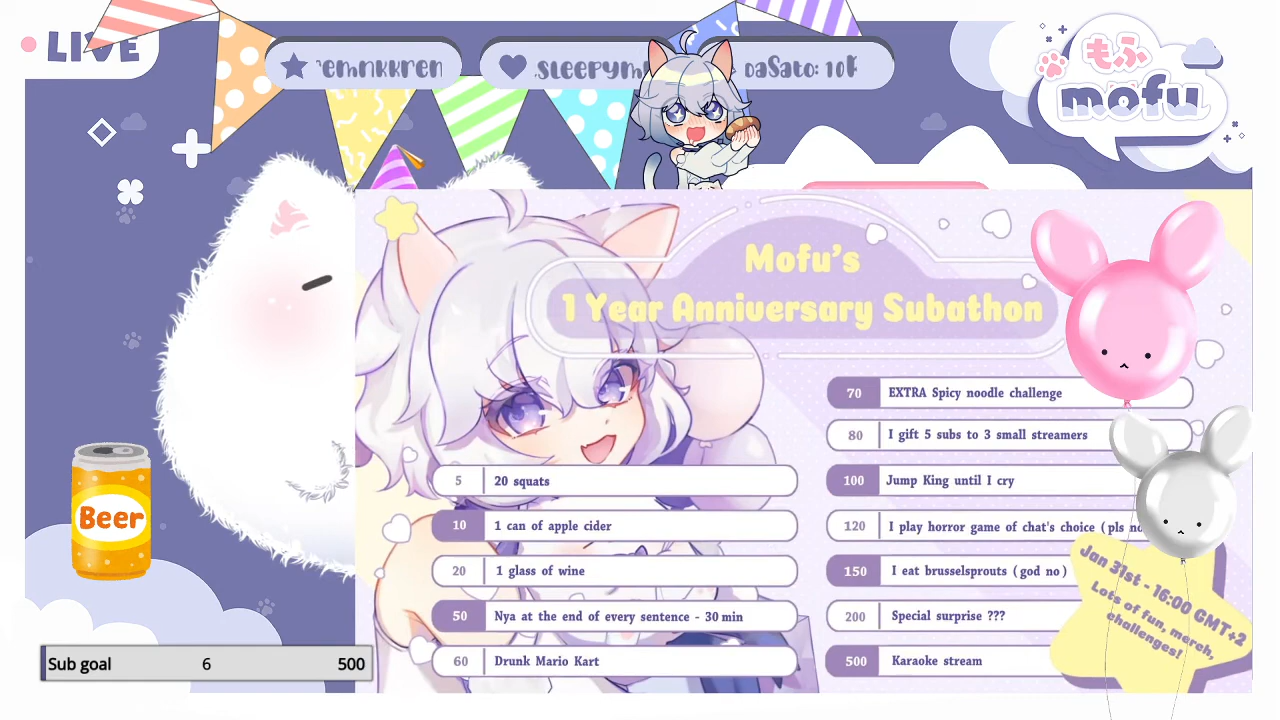 LIVE
もふ
mofu
Mofu's
1 Year Anniversary Subathon
5 20 squats
10 1 can of apple cider
20 1 glass of wine
50 Nya at the end of every sentence - 30 min
60 Drunk Mario Kart
70 EXTRA Spicy noodle challenge
80 I gift 5 subs to 3 small streamers
100 Jump King until I cry
120 I play horror game of chat's choice (pls
150 I eat brusselsprouts (god no)
200 Special surprise ???
500 Karaoke stream
Jan 31st - 16:00 GMT+2
Lots of fun, merch,
challenges!
Beer
Sub goal 6 500